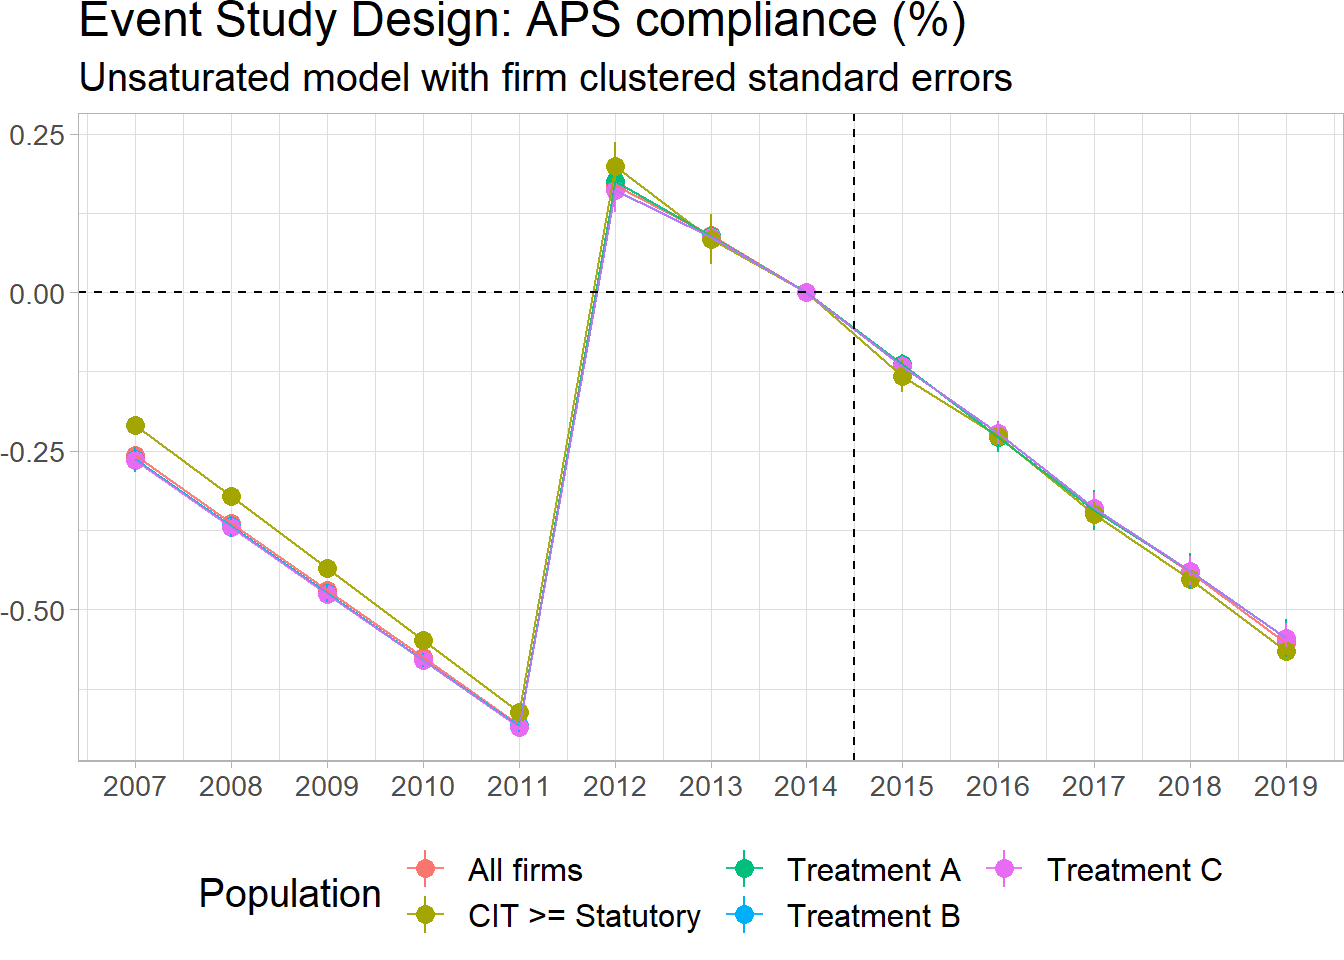 Event Study Design: APS compliance (%)
Unsaturated model with firm clustered standard errors
0.25
0.00
-0.25
-0.50
2007 2008 2009 2010 2011 2012 2013 2014 2015 2016 2017 2018 2019
Population
All firms
Treatment A
Treatment C
CIT >= Statutory
Treatment B